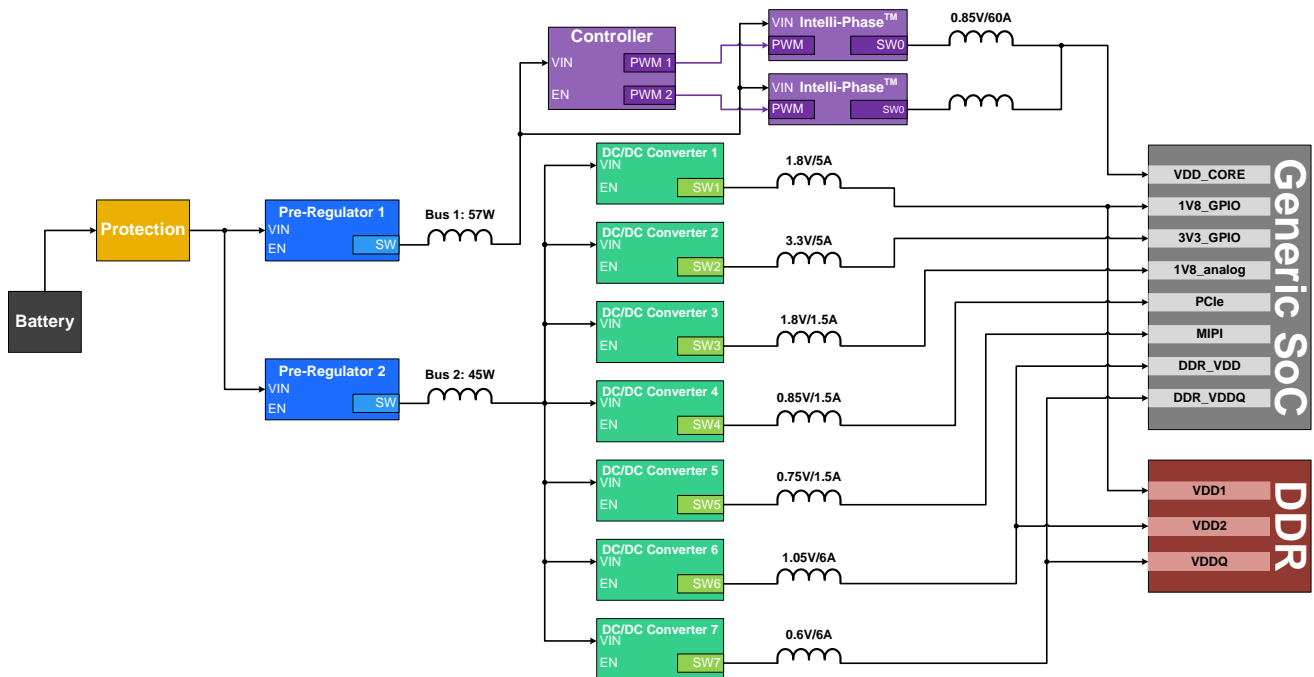 Battery
Protection
Pre-Regulator 1
VIN
EN
SW
Bus 1: 57W
Pre-Regulator 2
VIN
EN
SW
Bus 2: 45W
Controller
VIN
EN
PWM 1
PWM 2
VIN Intelli-Phase™
PWM
SW0
0.85V/60A
VIN Intelli-Phase™
PWM
SW0
DC/DC Converter 1
VIN
EN
SW1
1.8V/5A
DC/DC Converter 2
VIN
EN
SW2
3.3V/5A
DC/DC Converter 3
VIN
EN
SW3
1.8V/1.5A
DC/DC Converter 4
VIN
EN
SW4
0.85V/1.5A
DC/DC Converter 5
VIN
EN
SW5
0.75V/1.5A
DC/DC Converter 6
VIN
EN
SW6
1.05V/6A
DC/DC Converter 7
VIN
EN
SW7
0.6V/6A
Generic SoC
VDD_CORE
1V8_GPIO
3V3_GPIO
1V8_analog
PCIe
MIPI
DDR_VDD
DDR_VDDQ
DDR
VDD1
VDD2
VDDQ